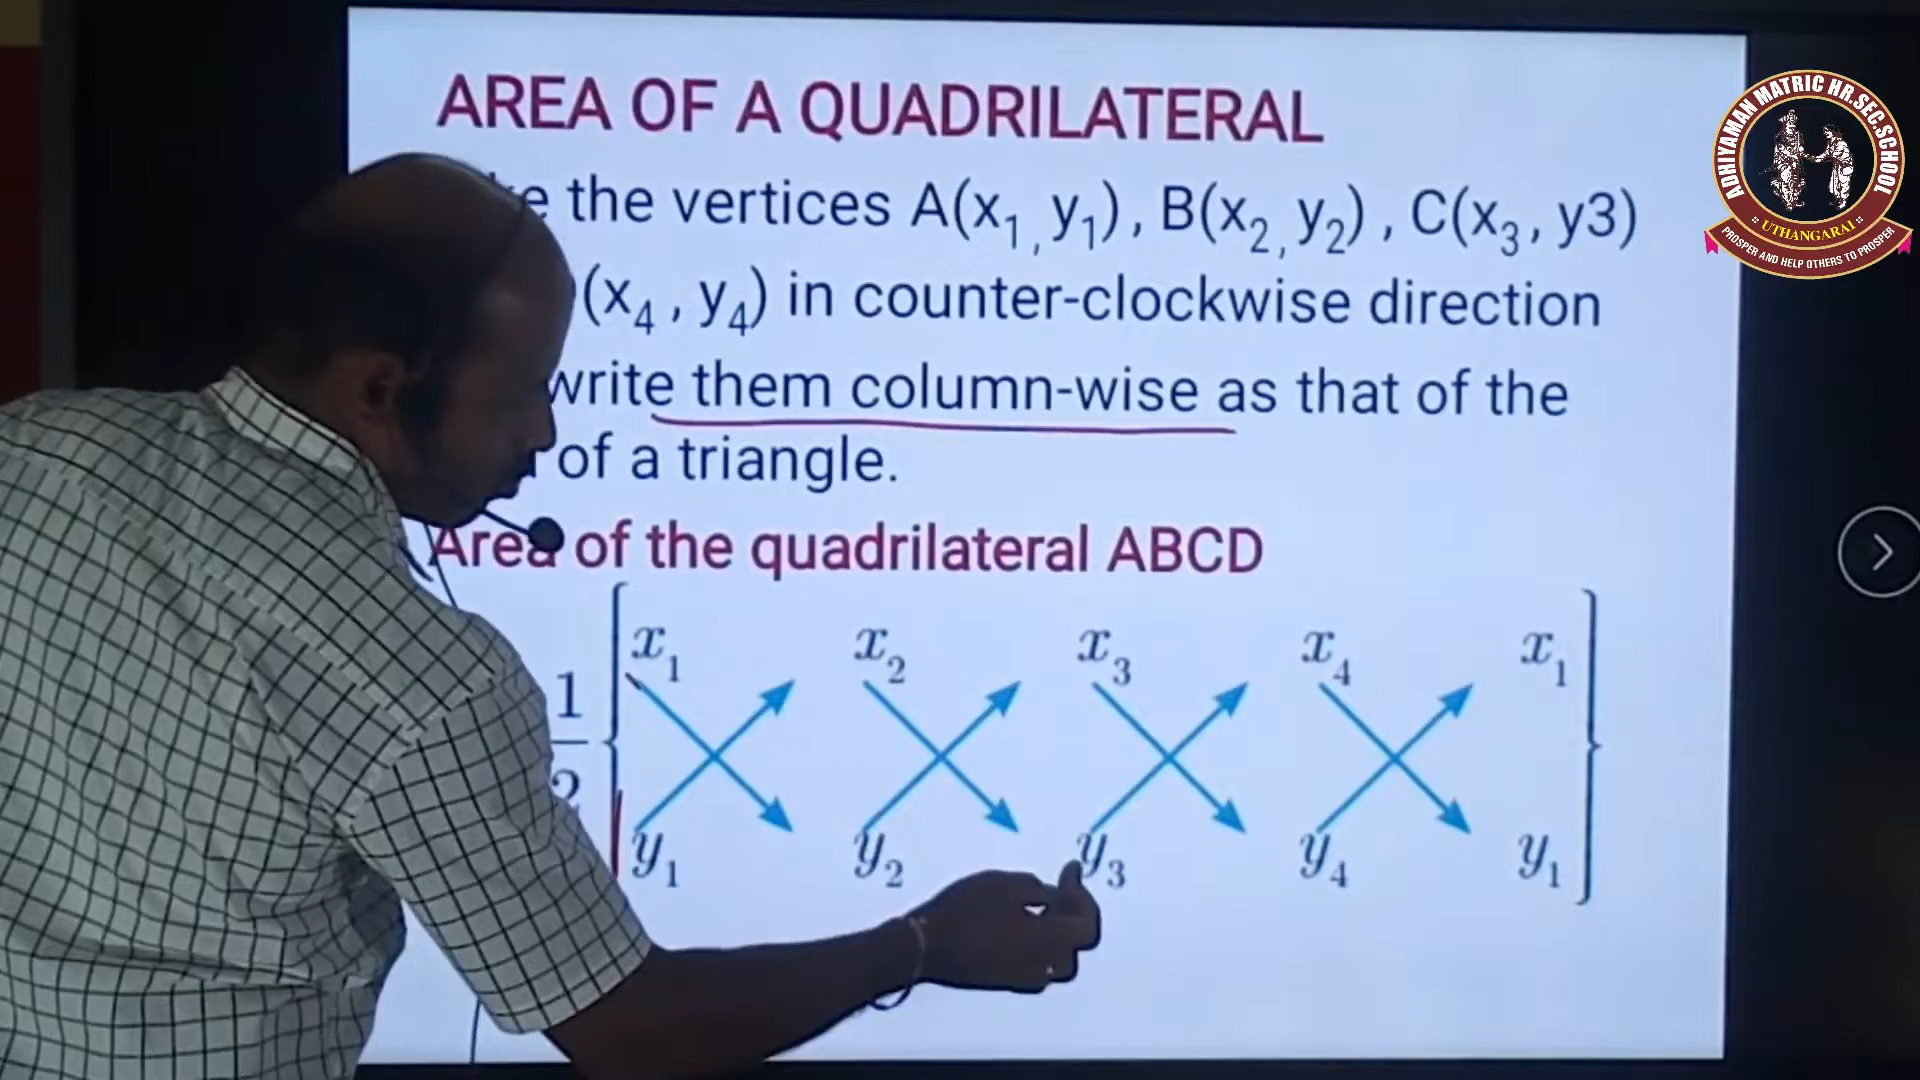 AREA OF A QUADRILATERAL
the vertices A(x₁, y₁), B(x₂, y₂), C(x₃, y3)
(x₄, y₄) in counter-clockwise direction
write them column-wise as that of the
of a triangle.
Area of the quadrilateral ABCD
x₁ x₂ x₃ x₄ x₁
1
2
y₁ y₂ y₃ y₄ y₁
ADHIYAMAN MATRIC HR.SEC.SCHOOL
:: UTHANGARAI ::
PROSPER AND HELP OTHERS TO PROSPER